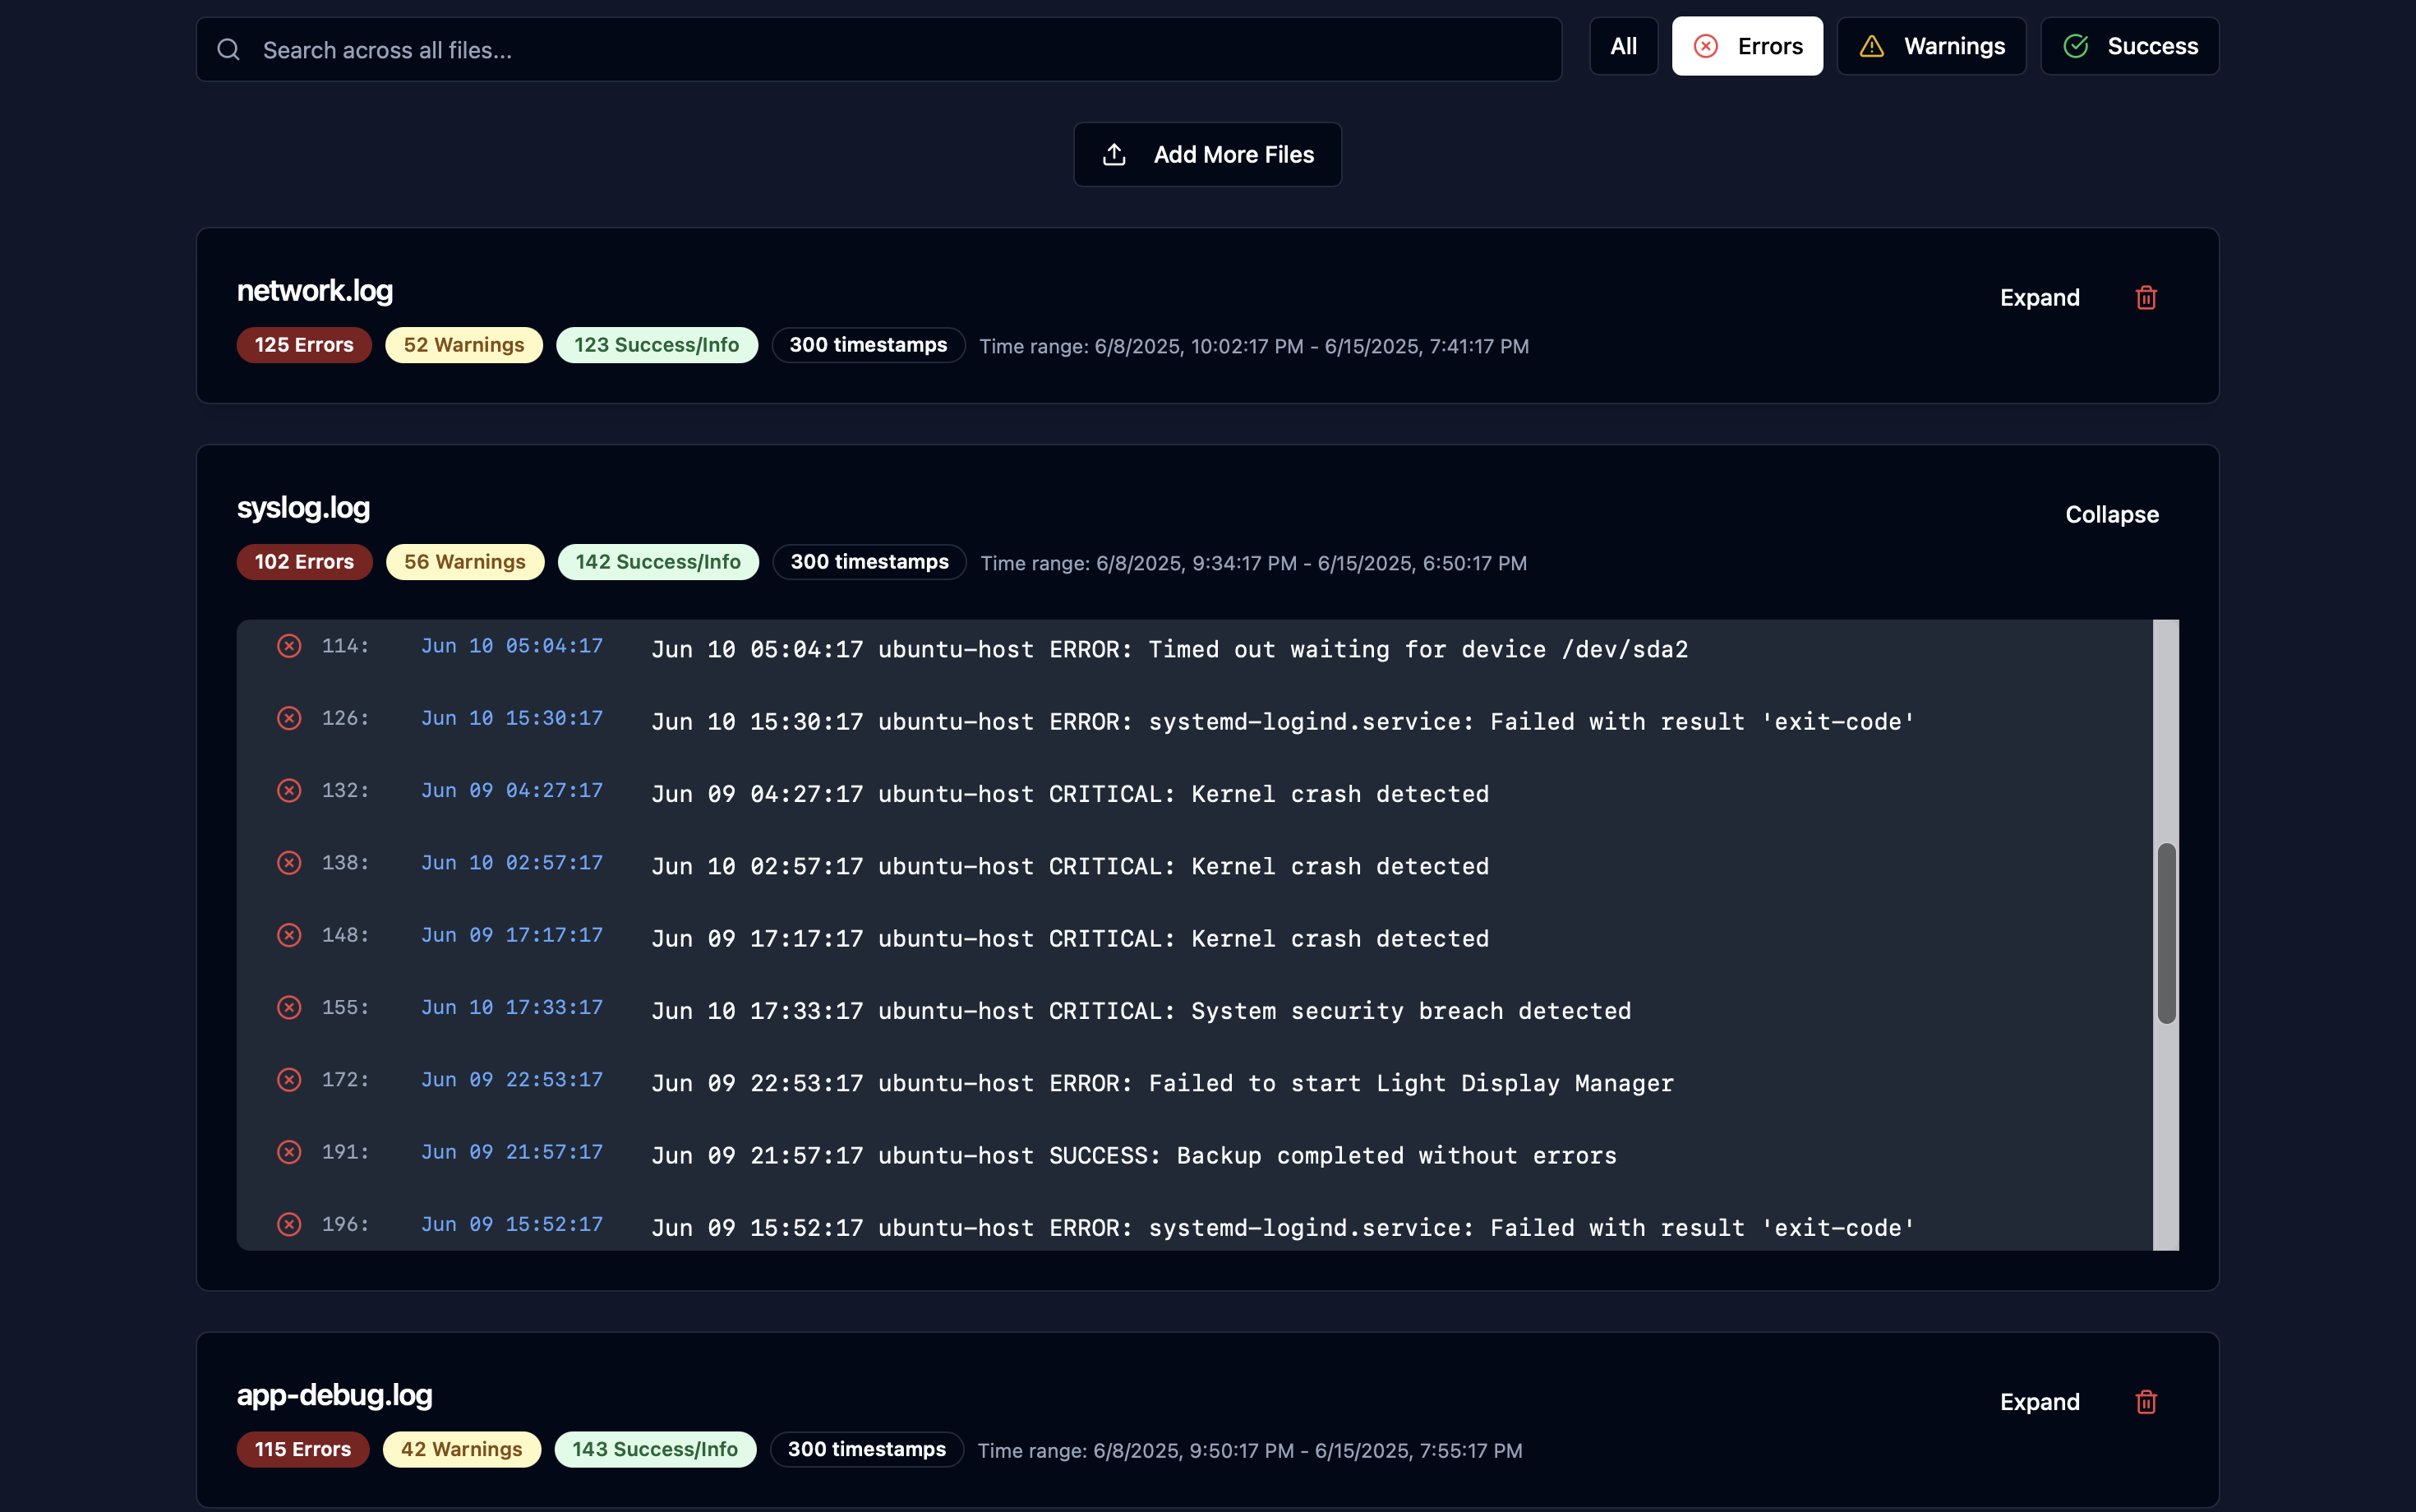 Search across all files...
All
Errors
Warnings
Success
Add More Files
network.log
Expand
125 Errors
52 Warnings
123 Success/Info
300 timestamps
Time range: 6/8/2025, 10:02:17 PM - 6/15/2025, 7:41:17 PM
syslog.log
Collapse
102 Errors
56 Warnings
142 Success/Info
300 timestamps
Time range: 6/8/2025, 9:34:17 PM - 6/15/2025, 6:50:17 PM
114: Jun 10 05:04:17 Jun 10 05:04:17 ubuntu-host ERROR: Timed out waiting for device /dev/sda2
126: Jun 10 15:30:17 Jun 10 15:30:17 ubuntu-host ERROR: systemd-logind.service: Failed with result 'exit-code'
132: Jun 09 04:27:17 Jun 09 04:27:17 ubuntu-host CRITICAL: Kernel crash detected
138: Jun 10 02:57:17 Jun 10 02:57:17 ubuntu-host CRITICAL: Kernel crash detected
148: Jun 09 17:17:17 Jun 09 17:17:17 ubuntu-host CRITICAL: Kernel crash detected
155: Jun 10 17:33:17 Jun 10 17:33:17 ubuntu-host CRITICAL: System security breach detected
172: Jun 09 22:53:17 Jun 09 22:53:17 ubuntu-host ERROR: Failed to start Light Display Manager
191: Jun 09 21:57:17 Jun 09 21:57:17 ubuntu-host SUCCESS: Backup completed without errors
196: Jun 09 15:52:17 Jun 09 15:52:17 ubuntu-host ERROR: systemd-logind.service: Failed with result 'exit-code'
app-debug.log
Expand
115 Errors
42 Warnings
143 Success/Info
300 timestamps
Time range: 6/8/2025, 9:50:17 PM - 6/15/2025, 7:55:17 PM